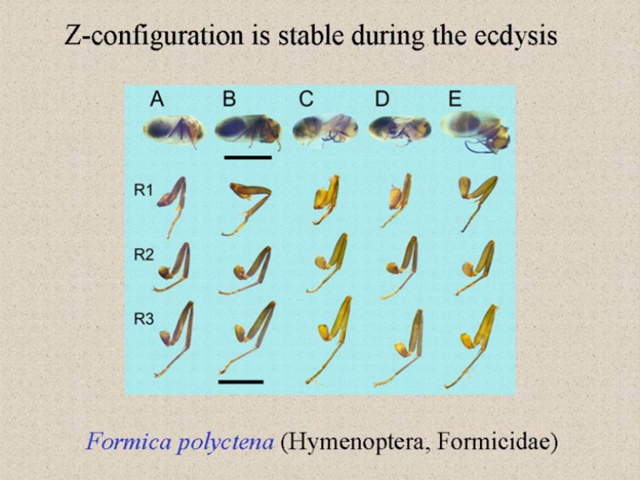 Z-configuration is stable during the ecdysis
A B C D E
R1
R2
R3
Formica polyctena (Hymenoptera, Formicidae)